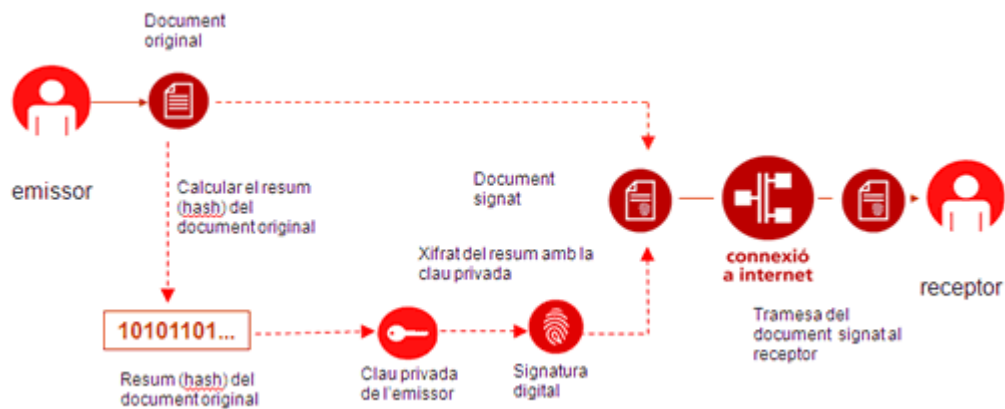 Document
original
emissor
Calcular el resum
(hash) del
document original
Document
signat
Xifrat del resum amb la
clau privada
connexió
a internet
receptor
10101101...
Resum (hash) del
document original
Clau privada
de l'emissor
Signatura
digital
Tramesa del
document signat al
receptor